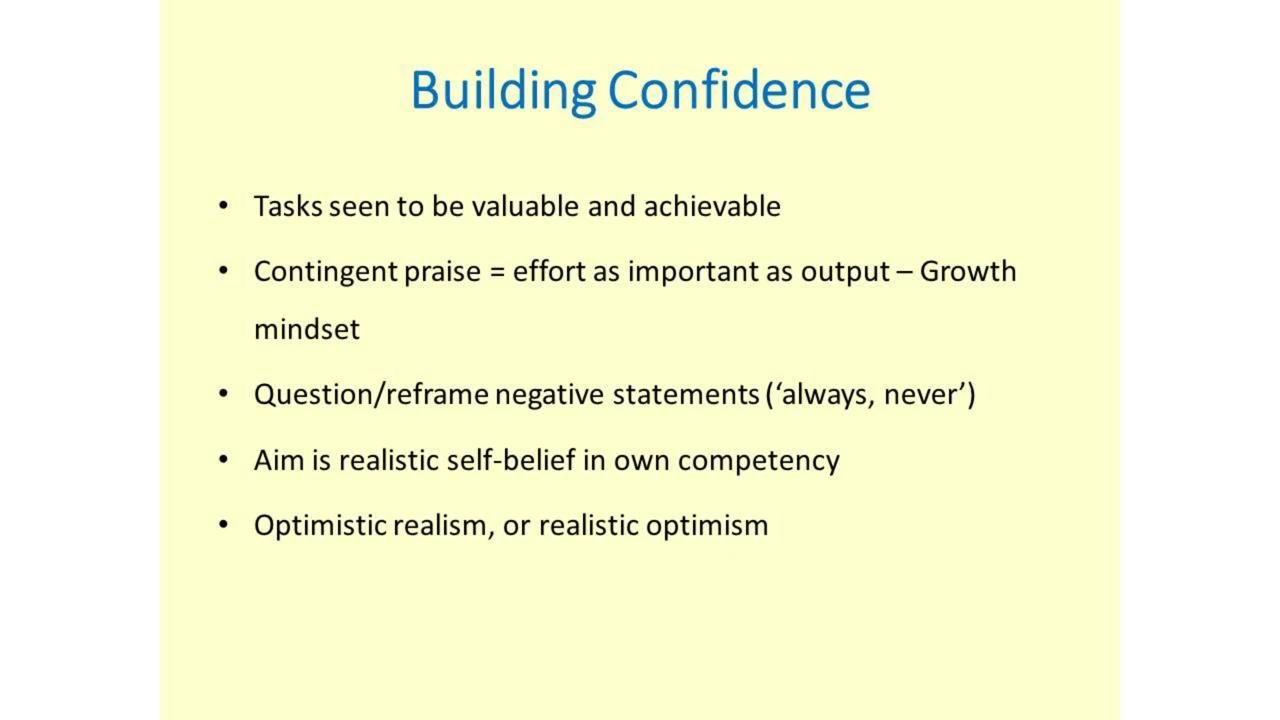 Building Confidence
• Tasks seen to be valuable and achievable
• Contingent praise = effort as important as output – Growth
mindset
• Question/reframe negative statements (‘always, never’)
• Aim is realistic self-belief in own competency
• Optimistic realism, or realistic optimism